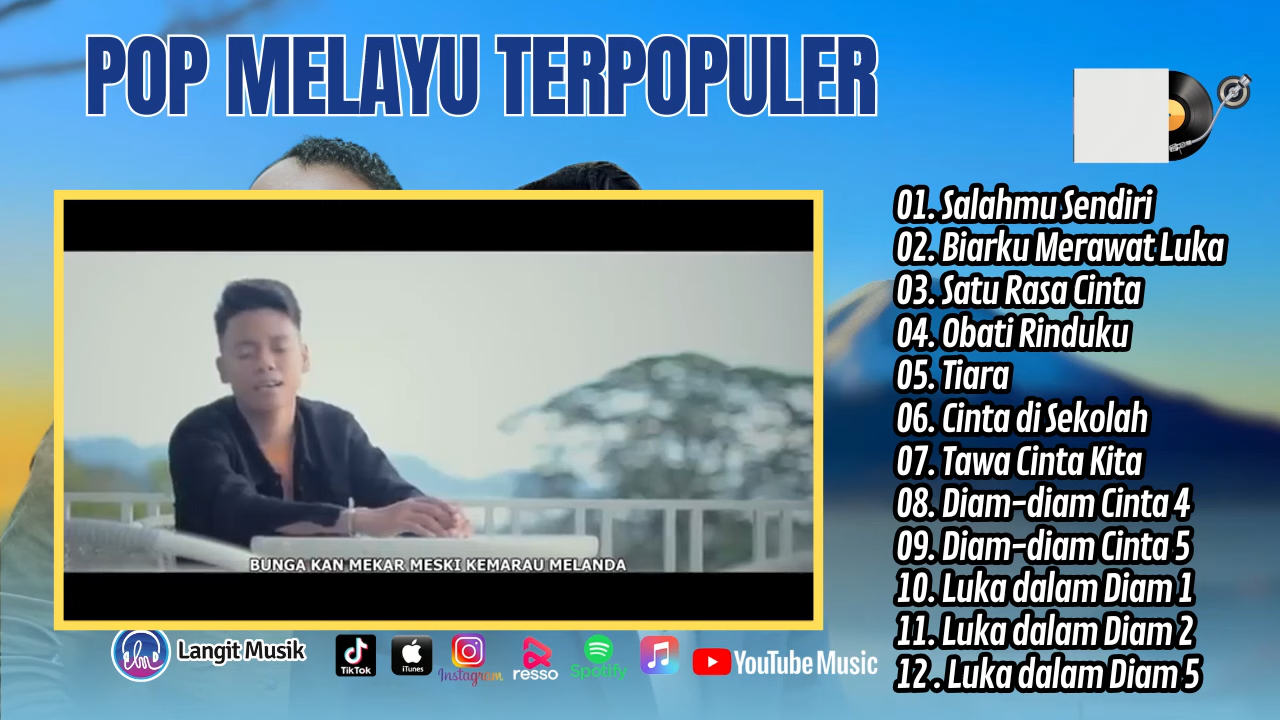 POP MELAYU TERPOPULER
01. Salahmu Sendiri
02. Biarku Merawat Luka
03. Satu Rasa Cinta
04. Obati Rinduku
05. Tiara
06. Cinta di Sekolah
07. Tawa Cinta Kita
08. Diam-diam Cinta 4
09. Diam-diam Cinta 5
10. Luka dalam Diam 1
11. Luka dalam Diam 2
12. Luka dalam Diam 5
BUNGA KAN MEKAR MESKI KEMARAU MELANDA
lm Langit Musik
TikTok
iTunes
Instagram
resso
Spotify
YouTube Music